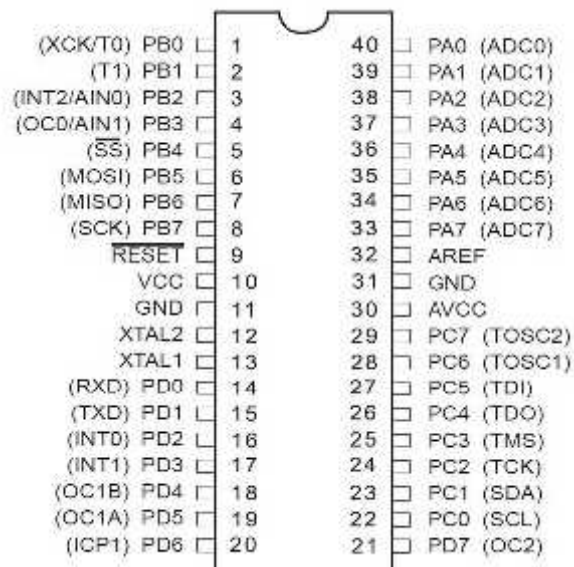 (XCK/T0) PB0 1 40 PA0 (ADC0)
(T1) PB1 2 39 PA1 (ADC1)
(INT2/AIN0) PB2 3 38 PA2 (ADC2)
(OC0/AIN1) PB3 4 37 PA3 (ADC3)
(SS) PB4 5 36 PA4 (ADC4)
(MOSI) PB5 6 35 PA5 (ADC5)
(MISO) PB6 7 34 PA6 (ADC6)
(SCK) PB7 8 33 PA7 (ADC7)
RESET 9 32 AREF
VCC 10 31 GND
GND 11 30 AVCC
XTAL2 12 29 PC7 (TOSC2)
XTAL1 13 28 PC6 (TOSC1)
(RXD) PD0 14 27 PC5 (TDI)
(TXD) PD1 15 26 PC4 (TDO)
(INT0) PD2 16 25 PC3 (TMS)
(INT1) PD3 17 24 PC2 (TCK)
(OC1B) PD4 18 23 PC1 (SDA)
(OC1A) PD5 19 22 PC0 (SCL)
(ICP1) PD6 20 21 PD7 (OC2)